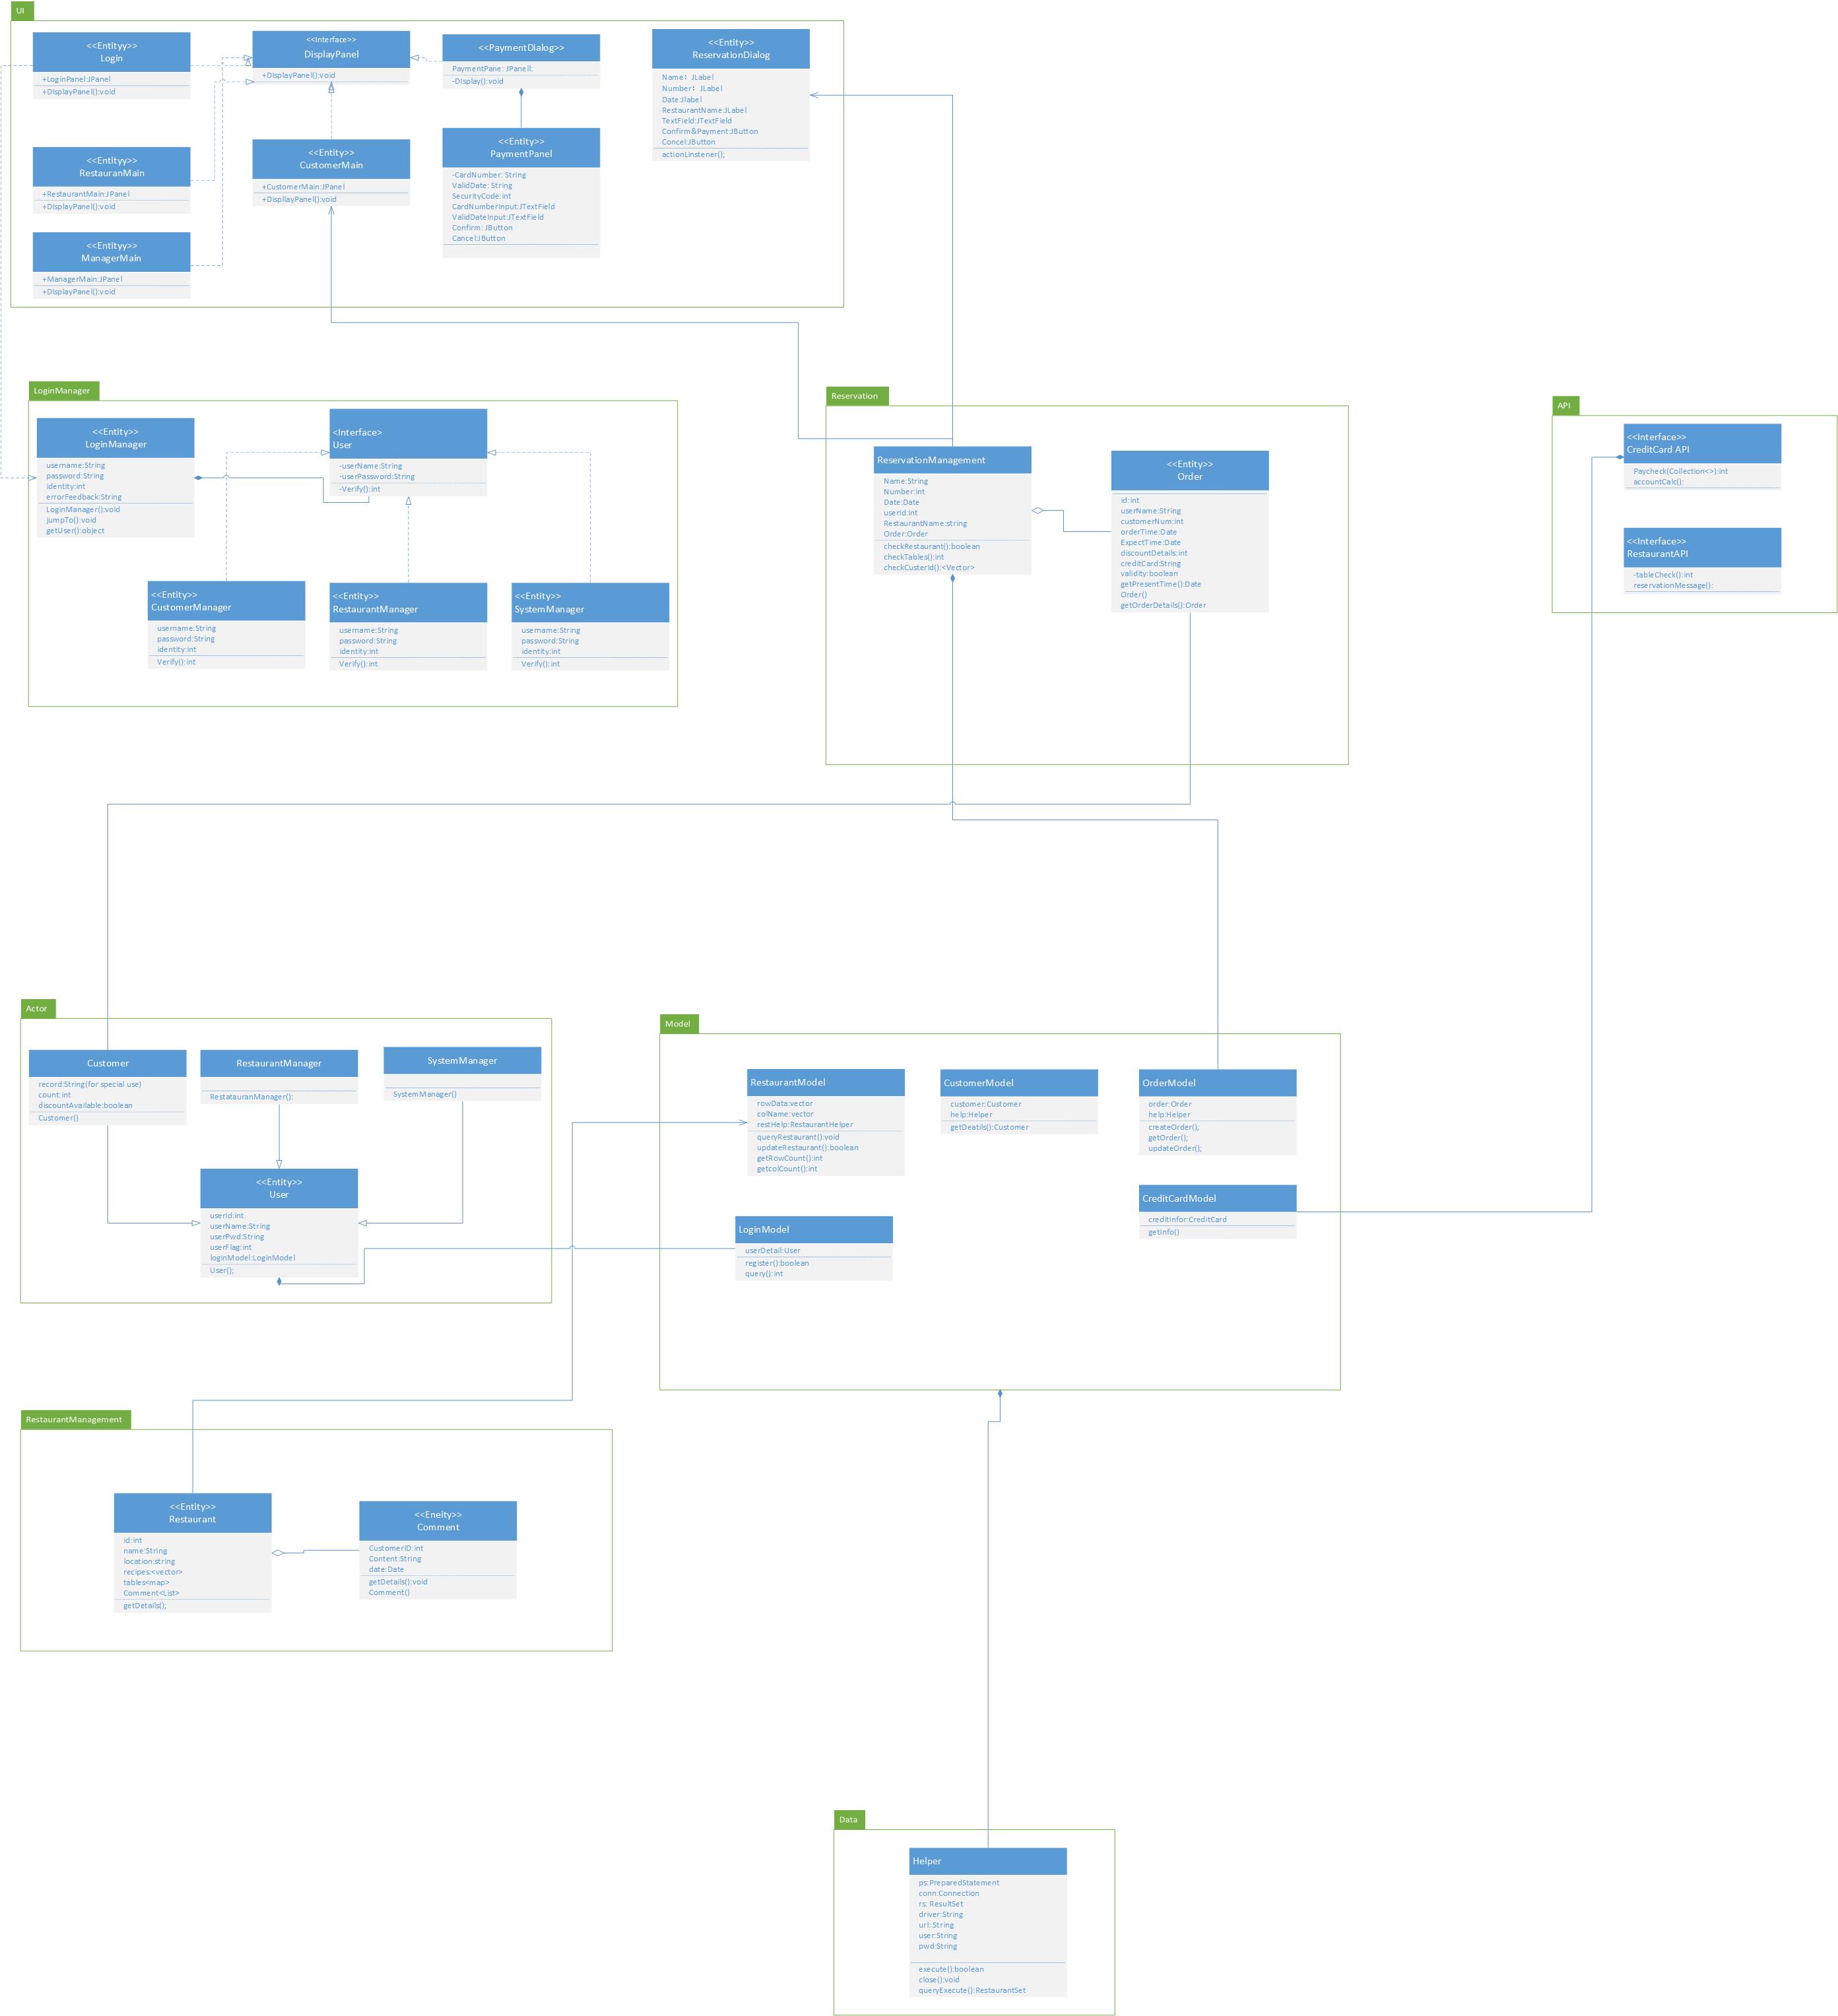 UI
<<Entityy>>
Login
+LoginPanel:JPanel
+DIsplayPanel():void
<<Interface>>
DisplayPanel
+DIsplayPanel():void
<<PaymentDialog>>
PaymentPane: JPanell:
-DIsplay():void
<<Entity>>
ReservationDialog
Name: JLabel
Number: JLabel
Date:Jlabel
RestaurantName:JLabel
TextField:JTextField
Confirm&Payment:JButton
Concel:JButton
actionLinstener();
<<Entityy>>
RestauranMain
+RestaurantMain:JPanel
+DIsplayPanel():void
<<Entity>>
CustomerMain
+CustomerMain:JPanel
+DispllayPanel():void
<<Entity>>
PaymentPanel
-CardNumber: String
ValidDate: String
SecurityCode:int
CardNumberInput:JTextField
ValidDateInput:JTextField
Confirm: JButton
Cancel:JButton
<<Entityy>>
ManagerMain
+ManagerMain:JPanel
+DIsplayPanel():void
LoginManager
<<Entity>>
LoginManager
username:String
password:String
identity:int
errorFeedback:String
LoginManager():void
jumpTo():void
getUser():object
<Interface>
User
-userName:String
-userPassword:String
-Verify():int
<<Entity>>
CustomerManager
username:String
password:String
identity:int
Verify():int
<<Entity>>
RestaurantManager
username:String
password:String
identity:int
Verify():int
<<Entity>>
SystemManager
username:String
password:String
identity:int
Verify():int
Reservation
ReservationManagement
Name:String
Number:int
Date:Date
userId:int
RestaurantName:string
Order:Order
checkRestaurant():boolean
checkTables():int
checkCusterId():<Vector>
<<Entity>>
Order
id:int
userName:String
customerNum:int
orderTime:Date
ExpectTime:Date
discountDetails:int
creditCard:String
validity:boolean
getPresentTime():Date
Order()
getOrderDetails():Order
API
<<Interface>>
CreditCard API
Paycheck(Collection<>):int
accountCalc():
<<Interface>>
RestaurantAPI
-tableCheck():int
reservationMessage():
Actor
Customer
record:String(for special use)
count: int
discountAvailable:boolean
Customer()
RestaurantManager
RestatauranManager():
SystemManager
SystemManager()
<<Entity>>
User
userId:int
userName:String
userPwd:String
userFlag:int
loginModel:LoginModel
User();
Model
RestaurantModel
rowData:vector
colName:vector
restHelp:RestaurantHelper
queryRestaurant():void
updateRestaurant():boolean
getRowCount():int
getcolCount():int
CustomerModel
customer:Customer
help:Helper
getDeatils():Customer
OrderModel
order:Order
help:Helper
createOrder();
getOrder();
updateOrder();
CreditCardModel
creditInfor:CreditCard
getInfo()
LoginModel
userDetail:User
register():boolean
query():int
RestaurantManagement
<<Entity>>
Restaurant
id:int
name:String
location:string
recipes:<vector>
tables<map>
Comment<List>
getDetails();
<<Eneity>>
Comment
CustomerID:int
Content:String
date:Date
getDetails():void
Comment()
Data
Helper
ps:PreparedStatement
conn:Connection
rs: ResultSet
driver:String
url: String
user:String
pwd:String
execute():boolean
close():void
queryExecute():RestaurantSet